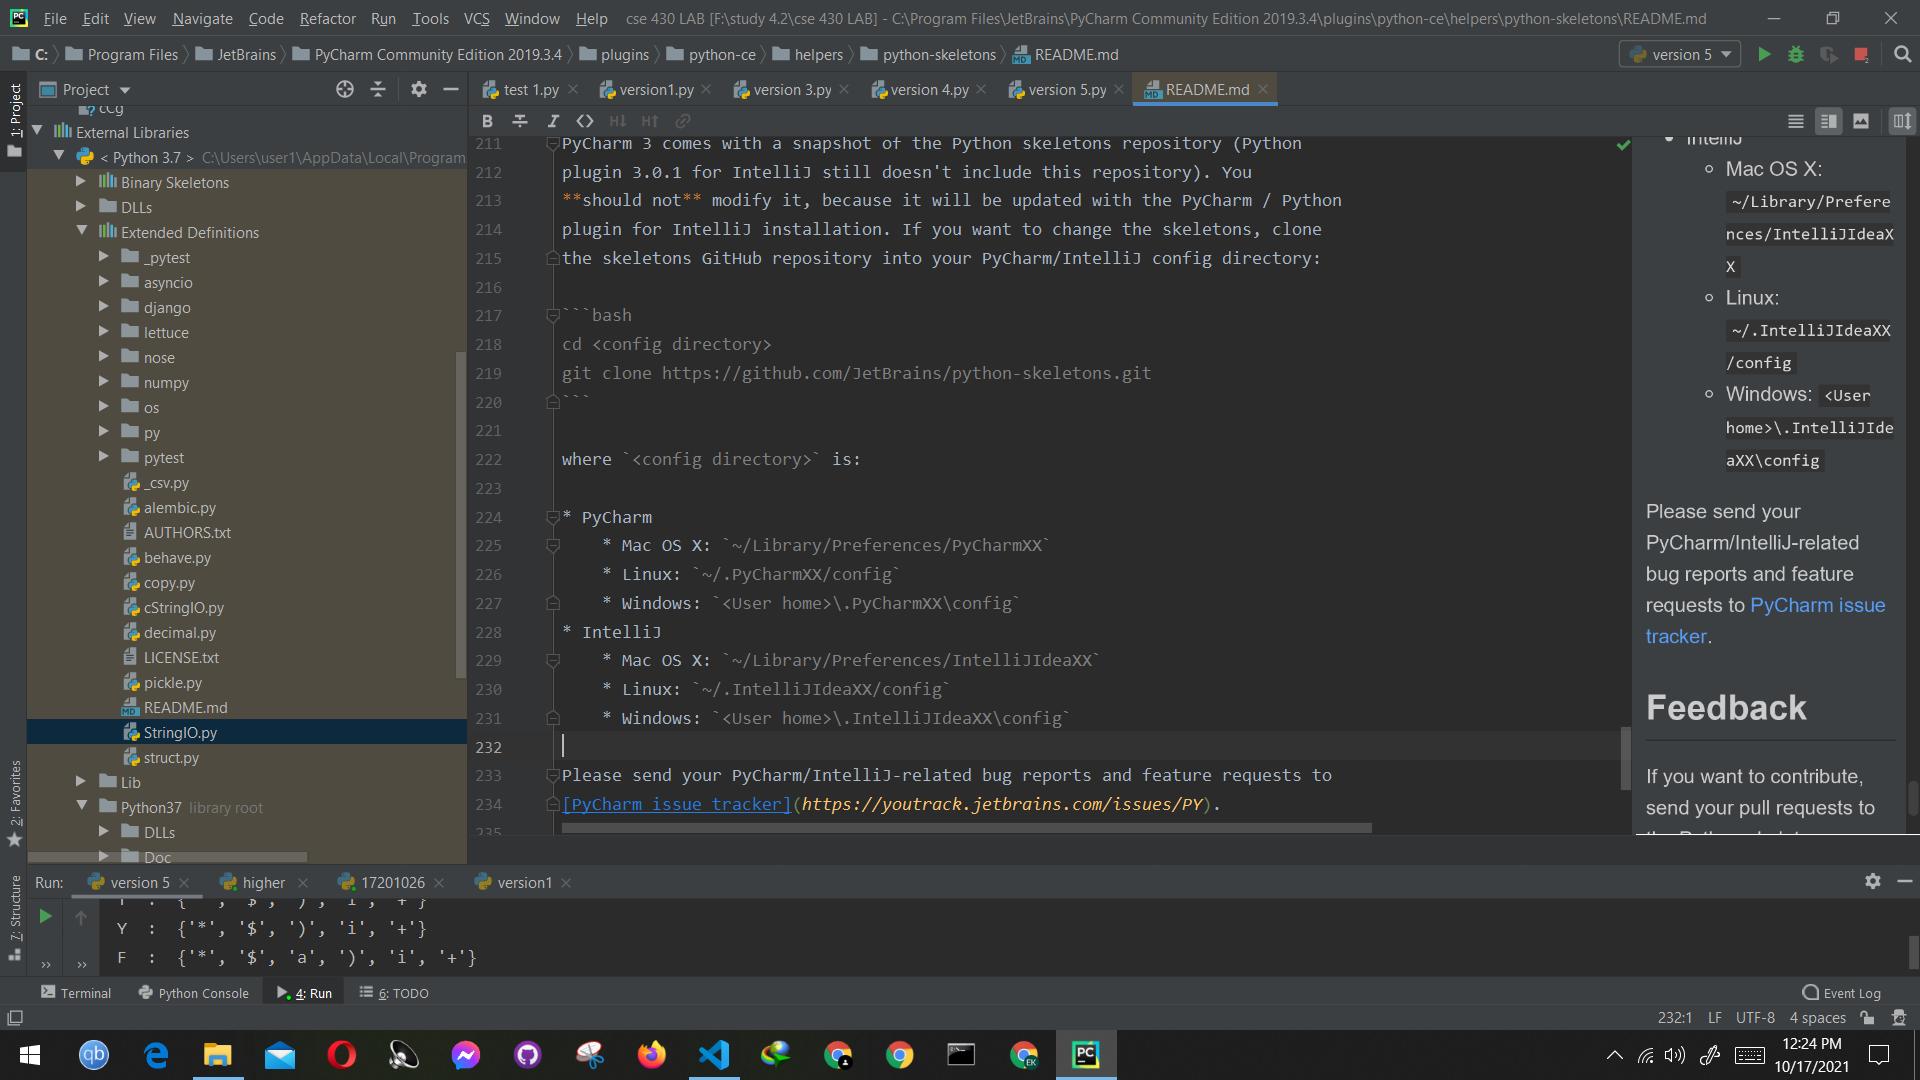 File Edit View Navigate Code Refactor Run Tools VCS Window Help cse 430 LAB [F:\study 4.2\cse 430 LAB] - C:\Program Files\JetBrains\PyCharm Community Edition 2019.3.4\plugins\python-ce\helpers\python-skeletons\README.md
C: Program Files JetBrains PyCharm Community Edition 2019.3.4 plugins python-ce helpers python-skeletons README.md version 5
1: Project
Project
ccg
External Libraries
< Python 3.7 > C:\Users\user1\AppData\Local\Program
Binary Skeletons
DLLs
Extended Definitions
_pytest
asyncio
django
lettuce
nose
numpy
os
py
pytest
_csv.py
alembic.py
AUTHORS.txt
behave.py
copy.py
cStringIO.py
decimal.py
LICENSE.txt
pickle.py
README.md
StringIO.py
struct.py
Lib
Python37 library root
DLLs
Doc
2: Favorites
7: Structure
test 1.py version1.py version 3.py version 4.py version 5.py README.md
B I <> H↓ H↑
211 PyCharm 3 comes with a snapshot of the Python skeletons repository (Python
212 plugin 3.0.1 for IntelliJ still doesn't include this repository). You
213 **should not** modify it, because it will be updated with the PyCharm / Python
214 plugin for IntelliJ installation. If you want to change the skeletons, clone
215 the skeletons GitHub repository into your PyCharm/IntelliJ config directory:
216
217 ```bash
218 cd <config directory>
219 git clone https://github.com/JetBrains/python-skeletons.git
220 ```
221
222 where `<config directory>` is:
223
224 * PyCharm
225 * Mac OS X: `~/Library/Preferences/PyCharmXX`
226 * Linux: `~/.PyCharmXX/config`
227 * Windows: `<User home>\.PyCharmXX\config`
228 * IntelliJ
229 * Mac OS X: `~/Library/Preferences/IntelliJIdeaXX`
230 * Linux: `~/.IntelliJIdeaXX/config`
231 * Windows: `<User home>\.IntelliJIdeaXX\config`
232
233 Please send your PyCharm/IntelliJ-related bug reports and feature requests to
234 [PyCharm issue tracker](https://youtrack.jetbrains.com/issues/PY).
235
IntelliJ
Mac OS X:
~/Library/Prefere
nces/IntelliJIdeaX
X
Linux:
~/.IntelliJIdeaXX
/config
Windows: <User
home>\.IntelliJIde
aXX\config
Please send your
PyCharm/IntelliJ-related
bug reports and feature
requests to PyCharm issue
tracker.
Feedback
If you want to contribute,
send your pull requests to
Run: version 5 higher 17201026 version1
Y : {'*', '$', ')', 'i', '+'}
F : {'*', '$', 'a', ')', 'i', '+'}
Terminal Python Console 4: Run 6: TODO Event Log
232:1 LF UTF-8 4 spaces
12:24 PM
10/17/2021